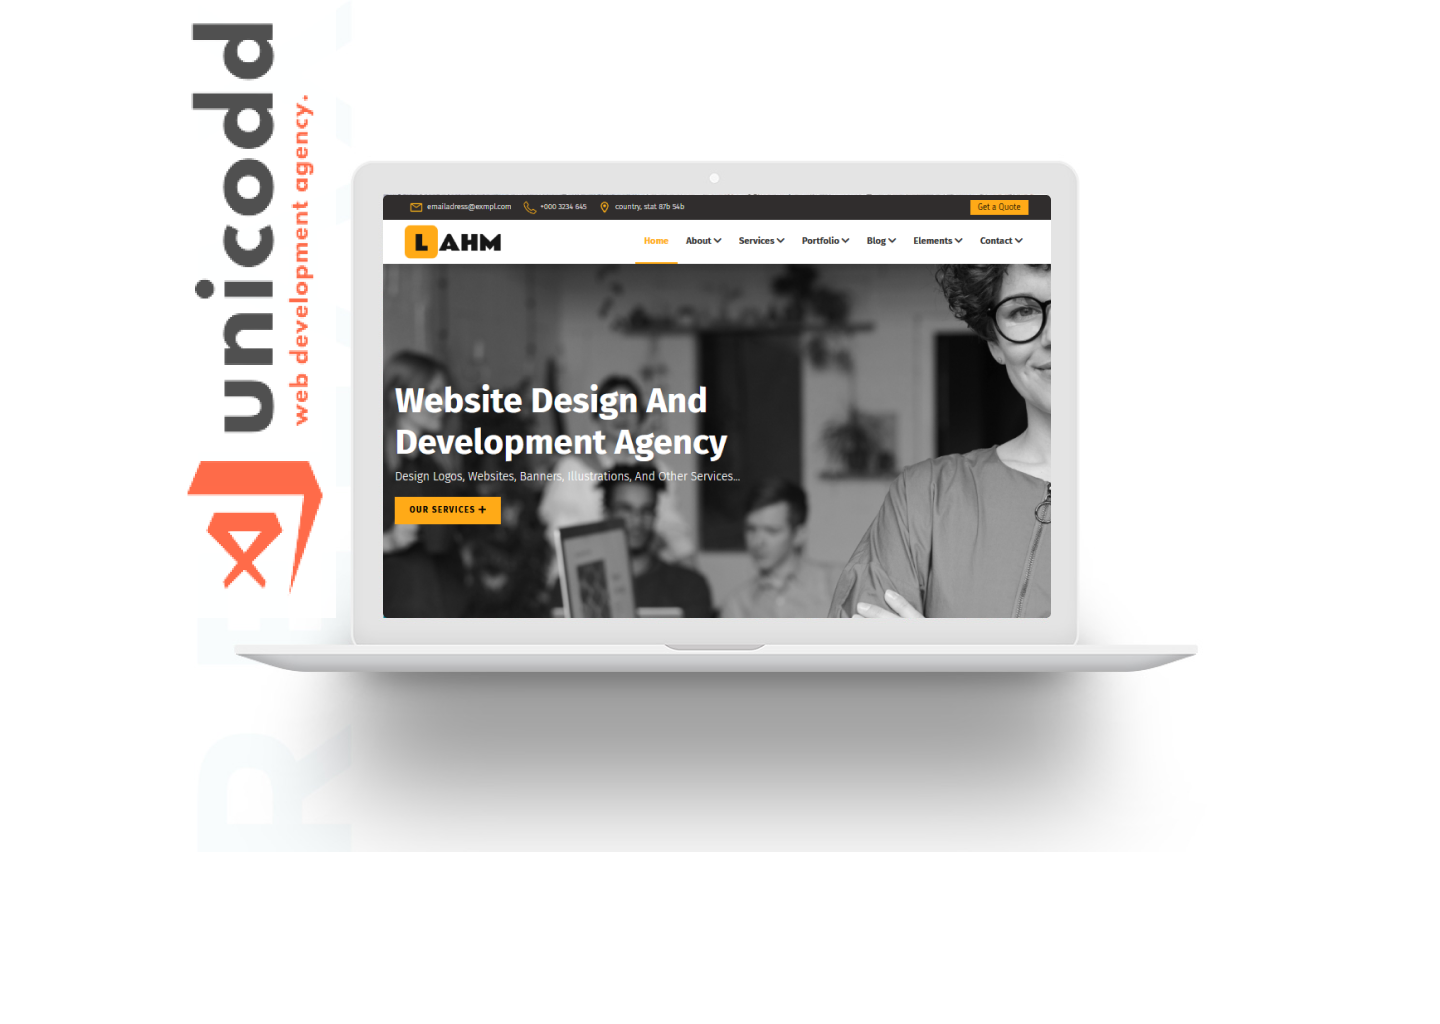 unicodd
web development agency.
emailadress@exmpl.com +000 3234 645 country, stat 87b 54b Get a Quote
L AHM Home About Services Portfolio Blog Elements Contact
Website Design And
Development Agency
Design Logos, Websites, Banners, Illustrations, And Other Services...
OUR SERVICES +